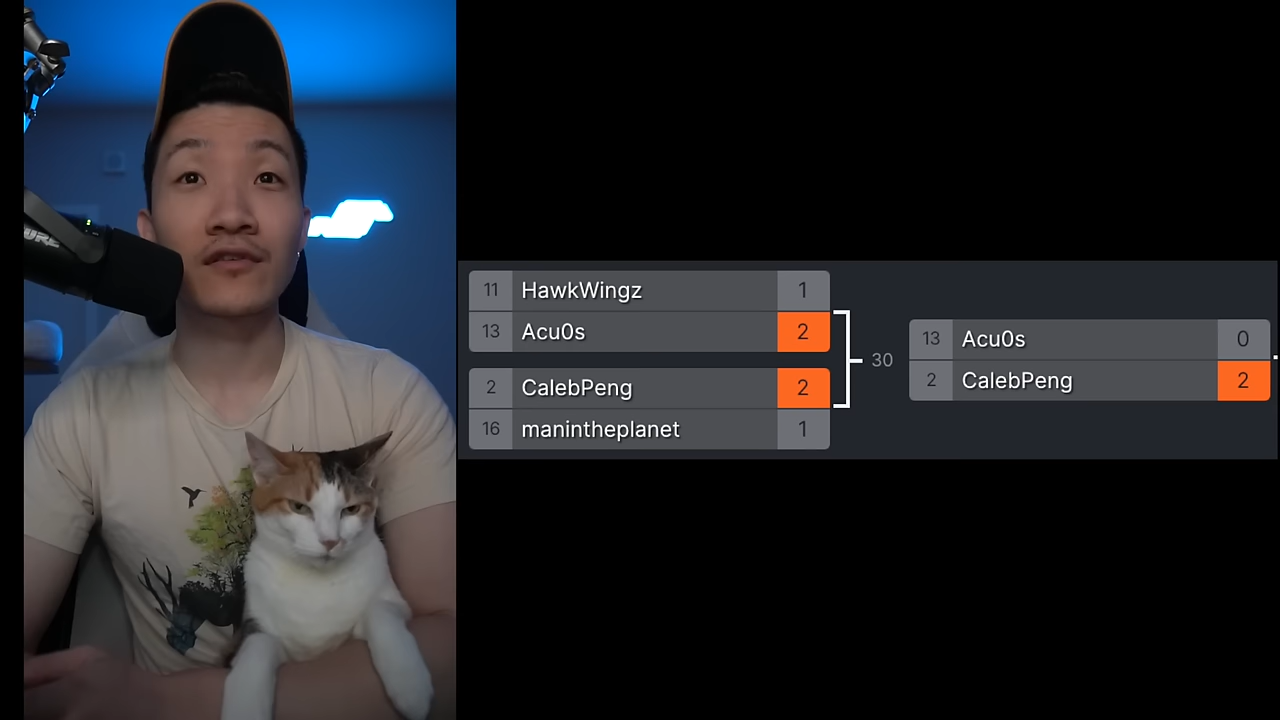 11 HawkWingz 1
13 Acu0s 2
2 CalebPeng 2
16 manintheplanet 1
30
13 Acu0s 0
2 CalebPeng 2